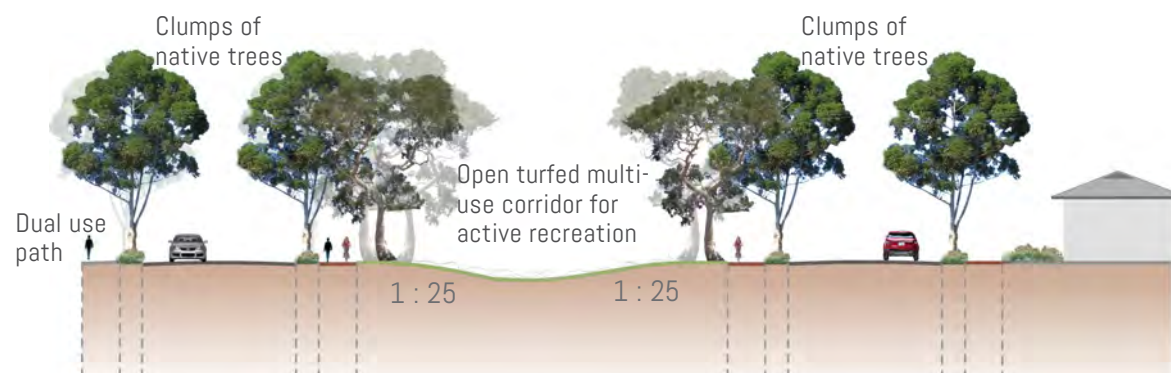 Clumps of
native trees
Clumps of
native trees
Open turfed multi-
use corridor for
active recreation
Dual use
path
1 : 25
1 : 25